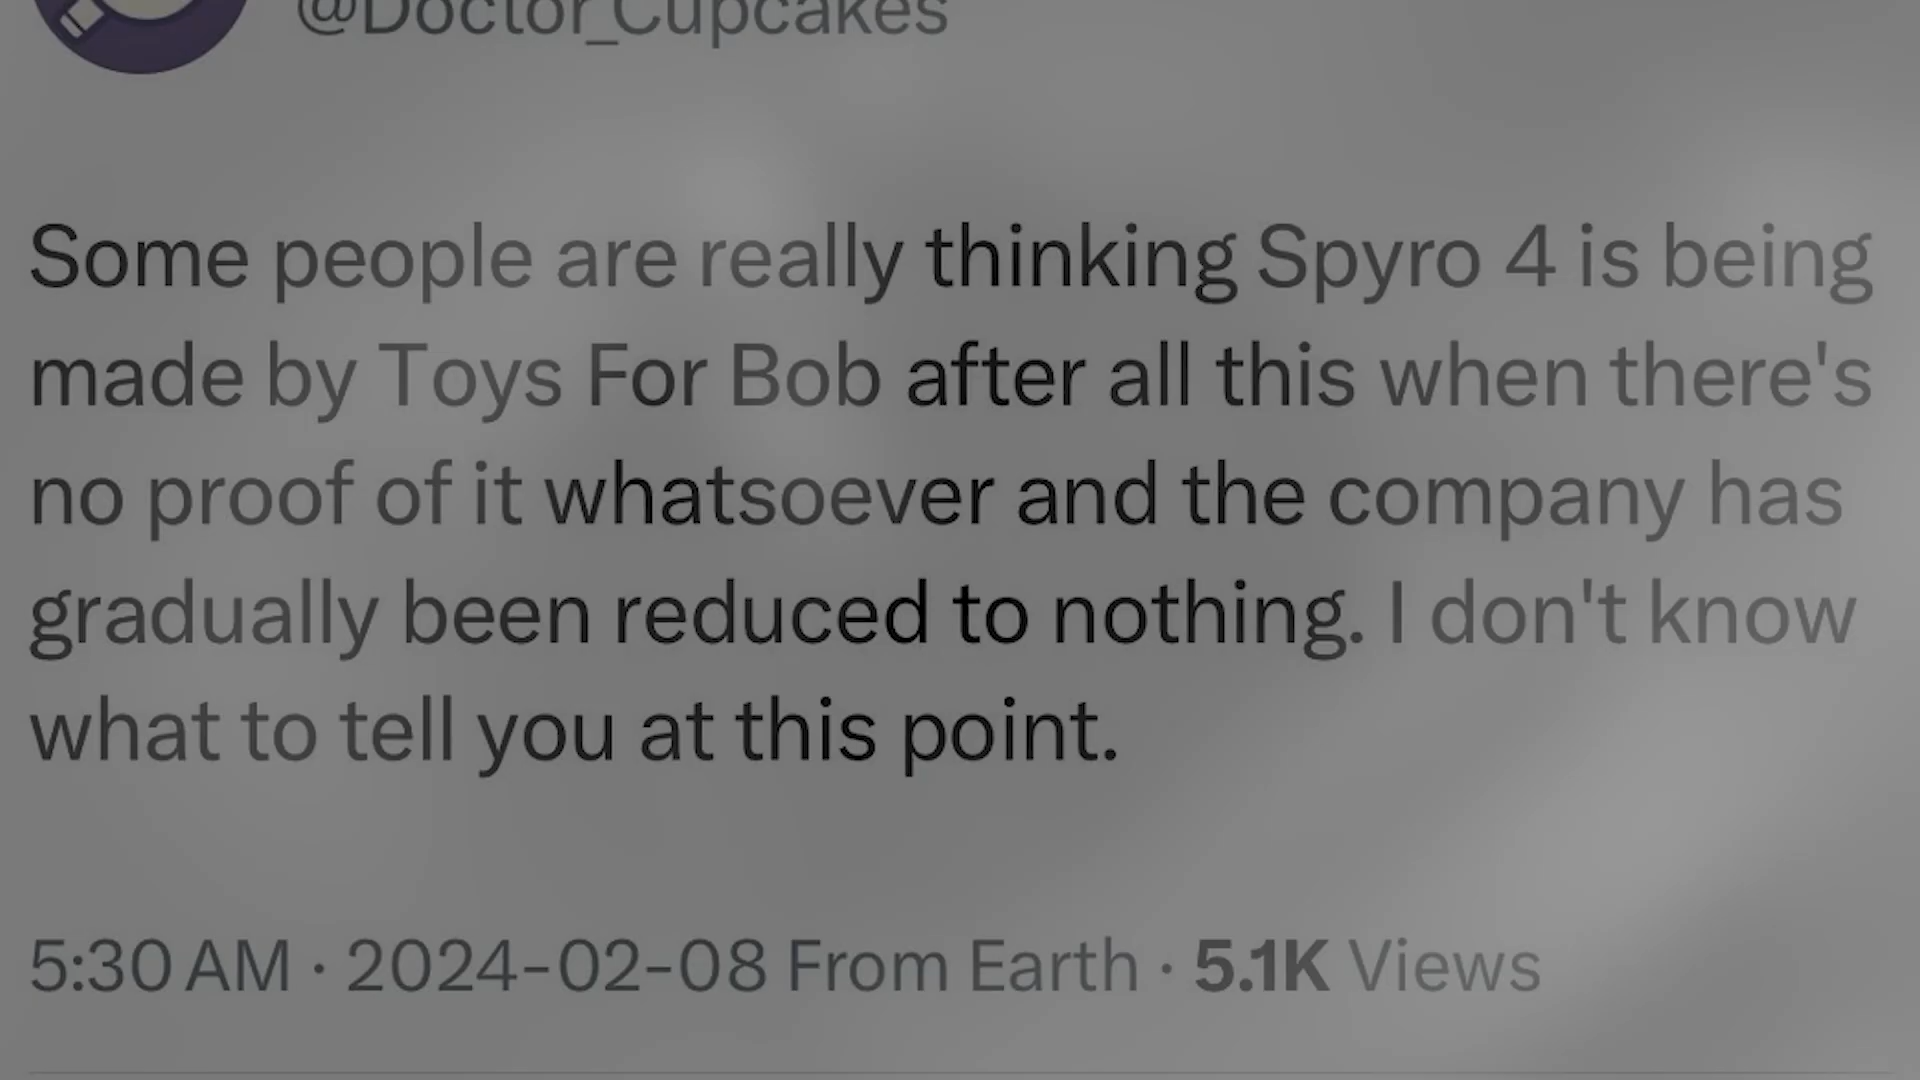 @Doctor_Cupcakes
Some people are really thinking Spyro 4 is being
made by Toys For Bob after all this when there's
no proof of it whatsoever and the company has
gradually been reduced to nothing. I don't know
what to tell you at this point.
5:30 AM · 2024-02-08 From Earth · 5.1K Views